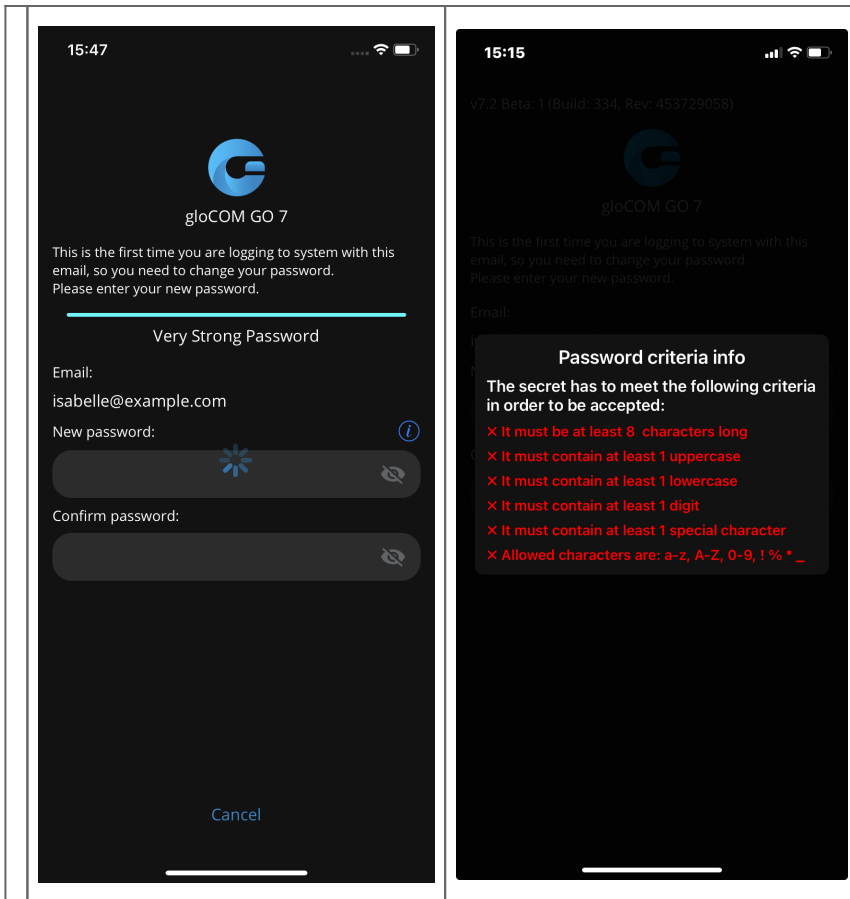 15:47
gloCOM GO 7
This is the first time you are logging to system with this
email, so you need to change your password.
Please enter your new password.
Very Strong Password
Email:
isabelle@example.com
New password:
i
Confirm password:
Cancel
15:15
v7.2 Beta: 1 (Build: 334, Rev: 453729058)
gloCOM GO 7
This is the first time you are logging to system with this
email, so you need to change your password.
Please enter your new password.
Email:
Password criteria info
The secret has to meet the following criteria
in order to be accepted:
× It must be at least 8  characters long
× It must contain at least 1 uppercase
× It must contain at least 1 lowercase
× It must contain at least 1 digit
× It must contain at least 1 special character
× Allowed characters are: a-z, A-Z, 0-9, ! % * _